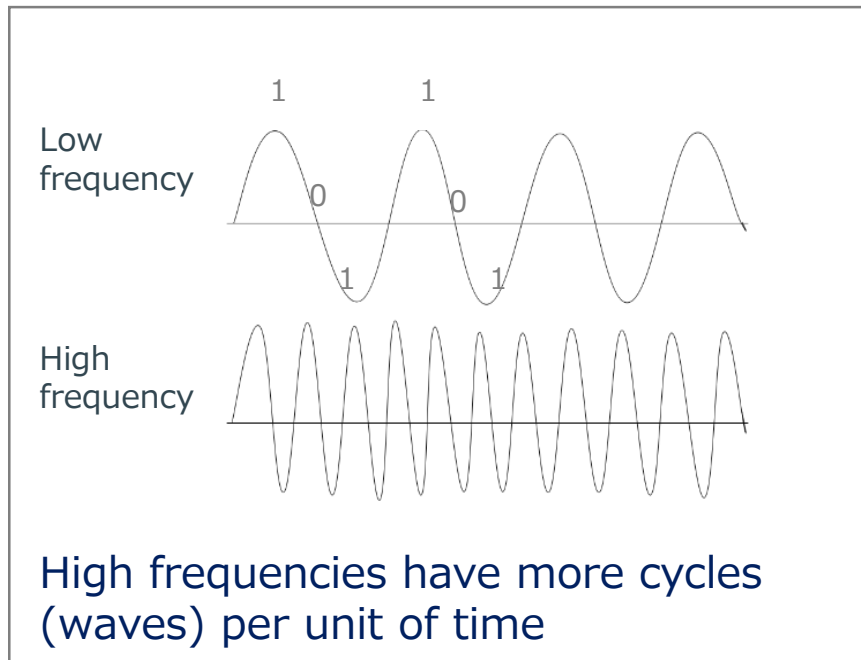 1 1
Low
frequency
0 0
1 1
High
frequency
High frequencies have more cycles
(waves) per unit of time